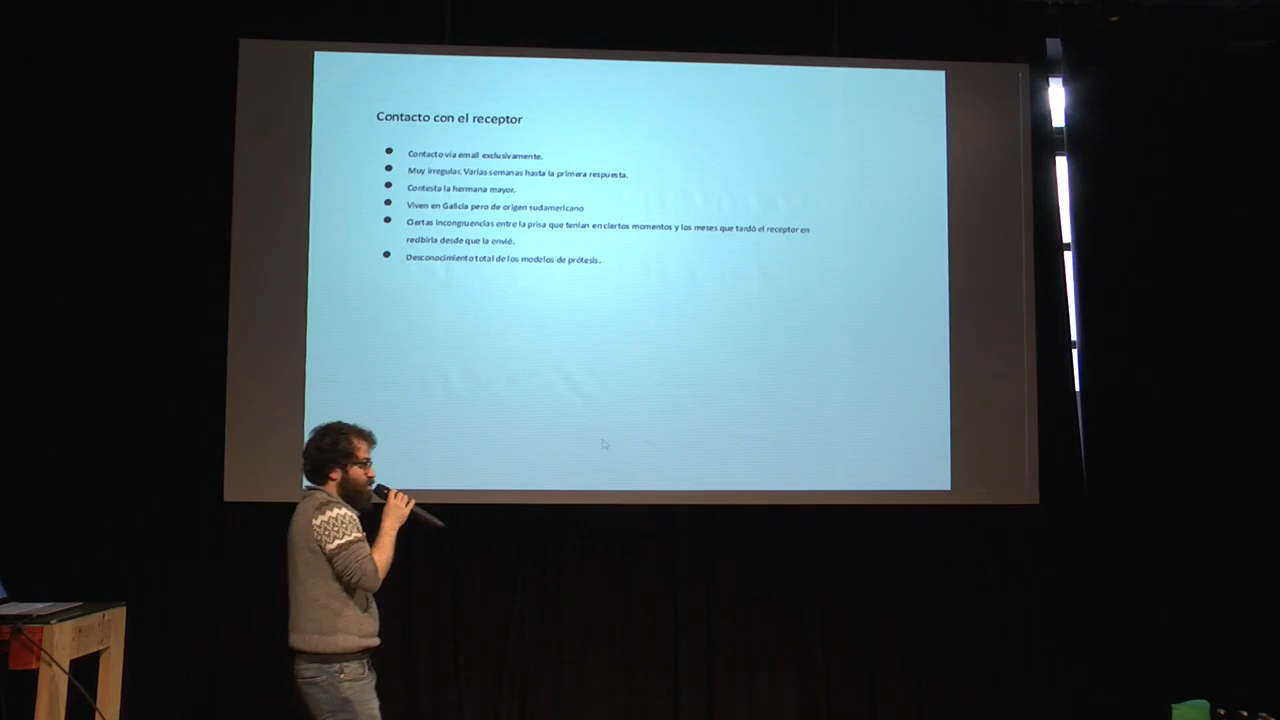 Contacto con el receptor
Contacto vía email exclusivamente.
Muy irregular. Varias semanas hasta la primera respuesta.
Contesta la hermana mayor.
Viven en Galicia pero de origen sudamericano
Ciertas incongruencias entre la prisa que tenían en ciertos momentos y los meses que tardó el receptor en
recibirla desde que la envié.
Desconocimiento total de los modelos de prótesis.